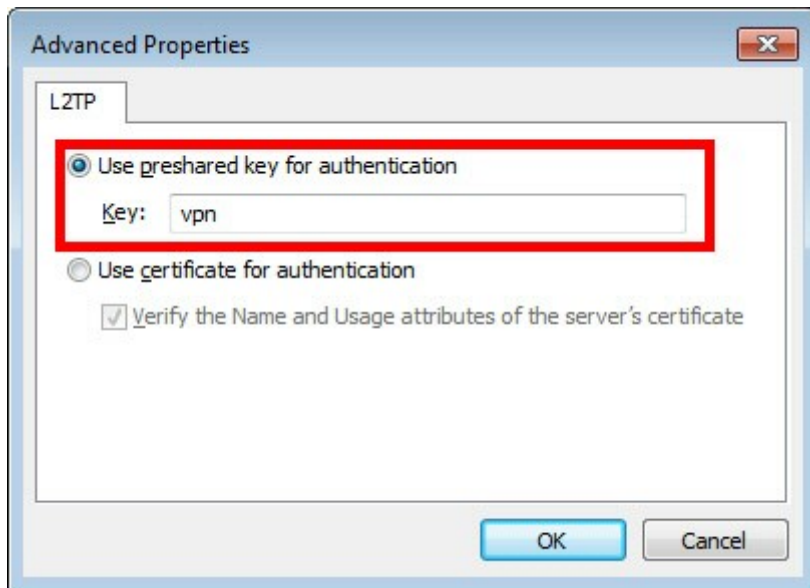 Advanced Properties
L2TP
Use preshared key for authentication
Key: vpn
Use certificate for authentication
Verify the Name and Usage attributes of the server's certificate
OK Cancel